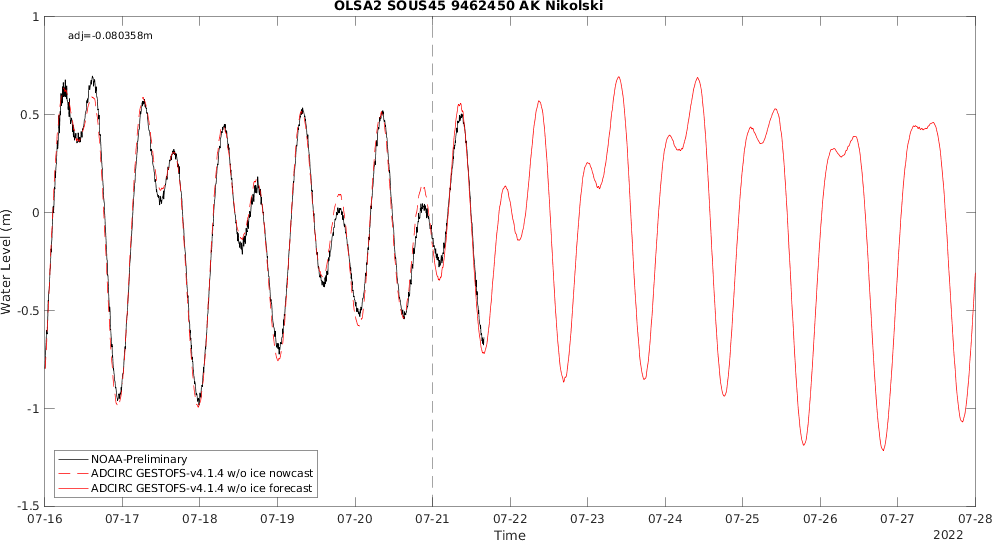 OLSA2 SOUS45 9462450 AK Nikolski
adj=-0.080358m
1
0.5
0
-0.5
-1
-1.5
Water Level (m)
NOAA-Preliminary
ADCIRC GESTOFS-v4.1.4 w/o ice nowcast
ADCIRC GESTOFS-v4.1.4 w/o ice forecast
07-16 07-17 07-18 07-19 07-20 07-21 07-22 07-23 07-24 07-25 07-26 07-27 07-28
Time
2022